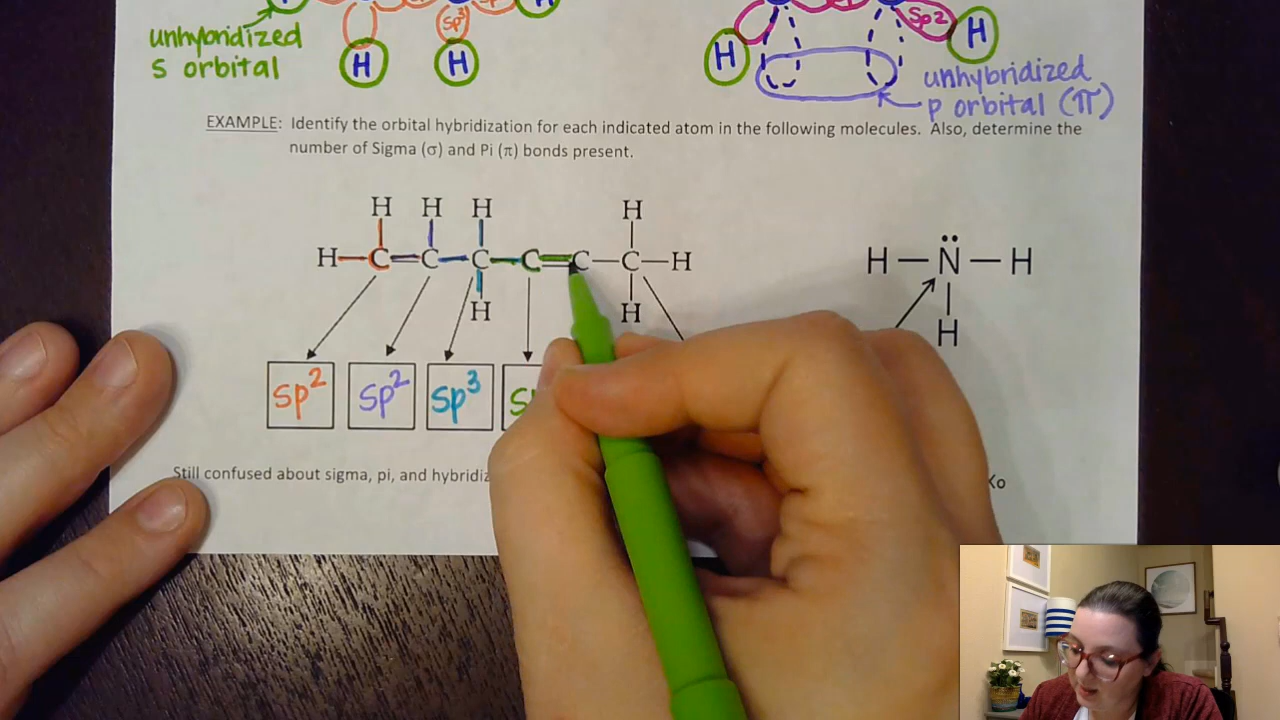 unhybridized
s orbital
H H
sp³
H
sp2
H
unhybridized
p orbital (π)
EXAMPLE: Identify the orbital hybridization for each indicated atom in the following molecules. Also, determine the
number of Sigma (σ) and Pi (π) bonds present.
H H H H
H—C=C—C—C≡C—C—H
H H
H—N—H
H
sp² sp² sp³
Still confused about sigma, pi, and